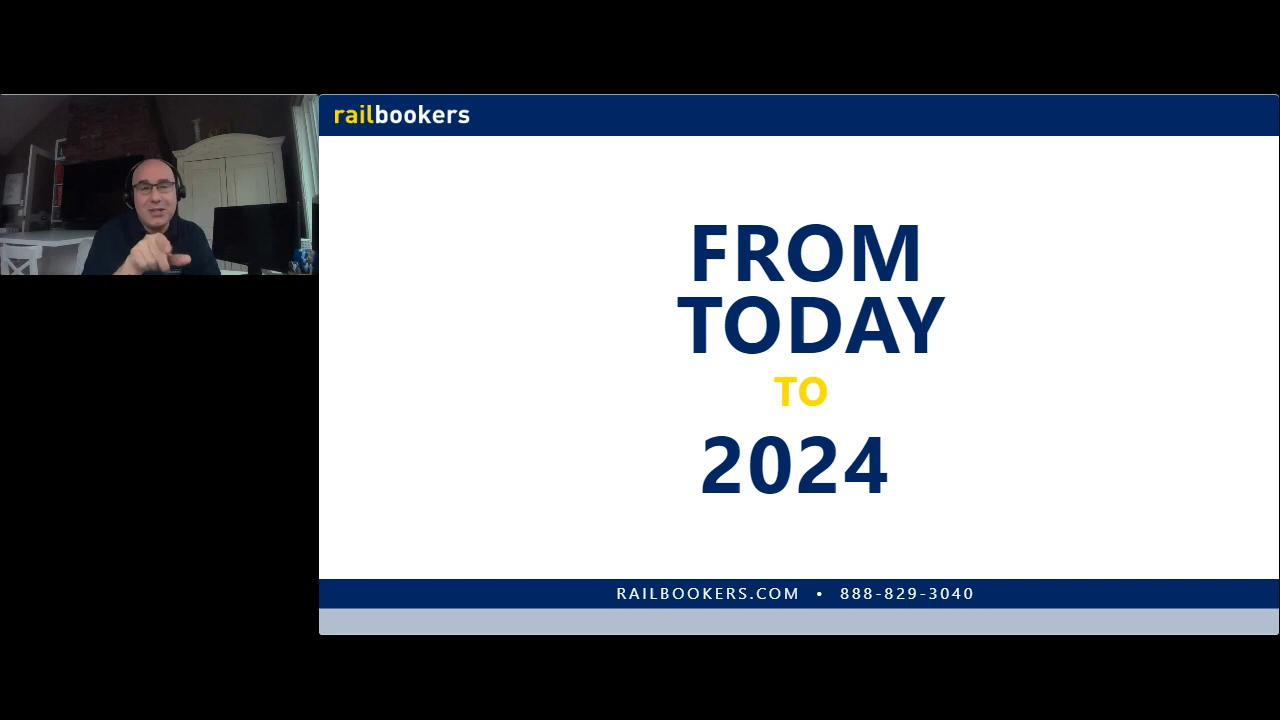 railbookers
FROM
TODAY
TO
2024
RAILBOOKERS.COM • 888-829-3040